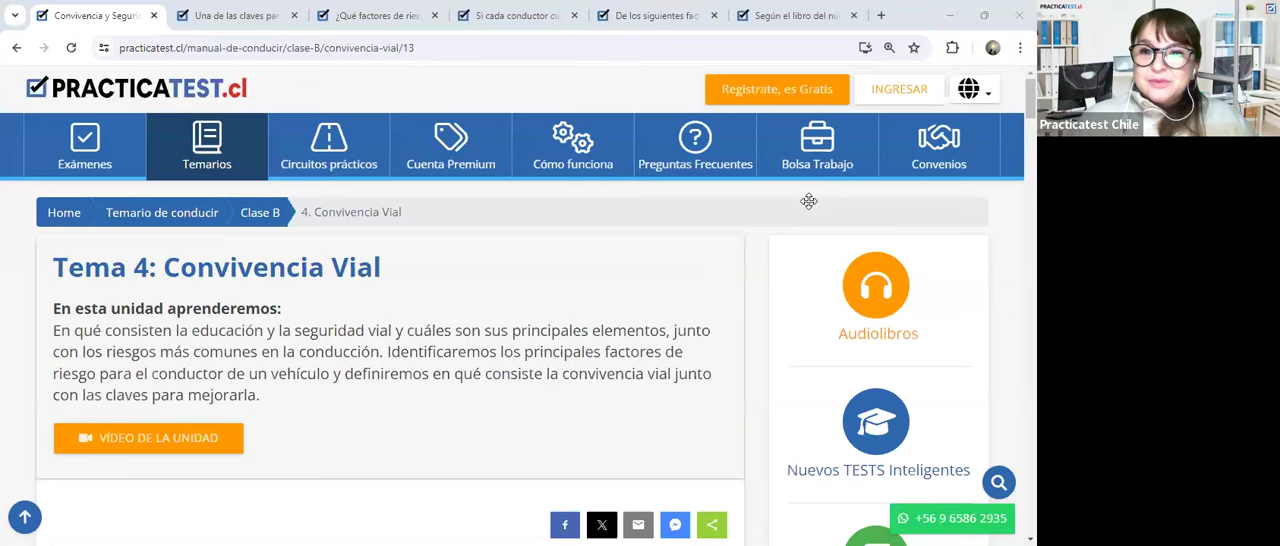 Convivencia y Seguric
Una de las claves par
¿Qué factores de ries
Si cada conductor cu
De los siguientes fac
Según el libro del nu
practicatest.cl/manual-de-conducir/clase-B/convivencia-vial/13
PRACTICATEST.cl
Practicatest Chile
PRACTICATEST.cl
Regístrate, es Gratis
INGRESAR
Exámenes
Temarios
Circuitos prácticos
Cuenta Premium
Cómo funciona
Preguntas Frecuentes
Bolsa Trabajo
Convenios
Home
Temario de conducir
Clase B
4. Convivencia Vial
Tema 4: Convivencia Vial
En esta unidad aprenderemos:
En qué consisten la educación y la seguridad vial y cuáles son sus principales elementos, junto
con los riesgos más comunes en la conducción. Identificaremos los principales factores de
riesgo para el conductor de un vehículo y definiremos en qué consiste la convivencia vial junto
con las claves para mejorarla.
VÍDEO DE LA UNIDAD
Audiolibros
Nuevos TESTS Inteligentes
+56 9 6586 2935